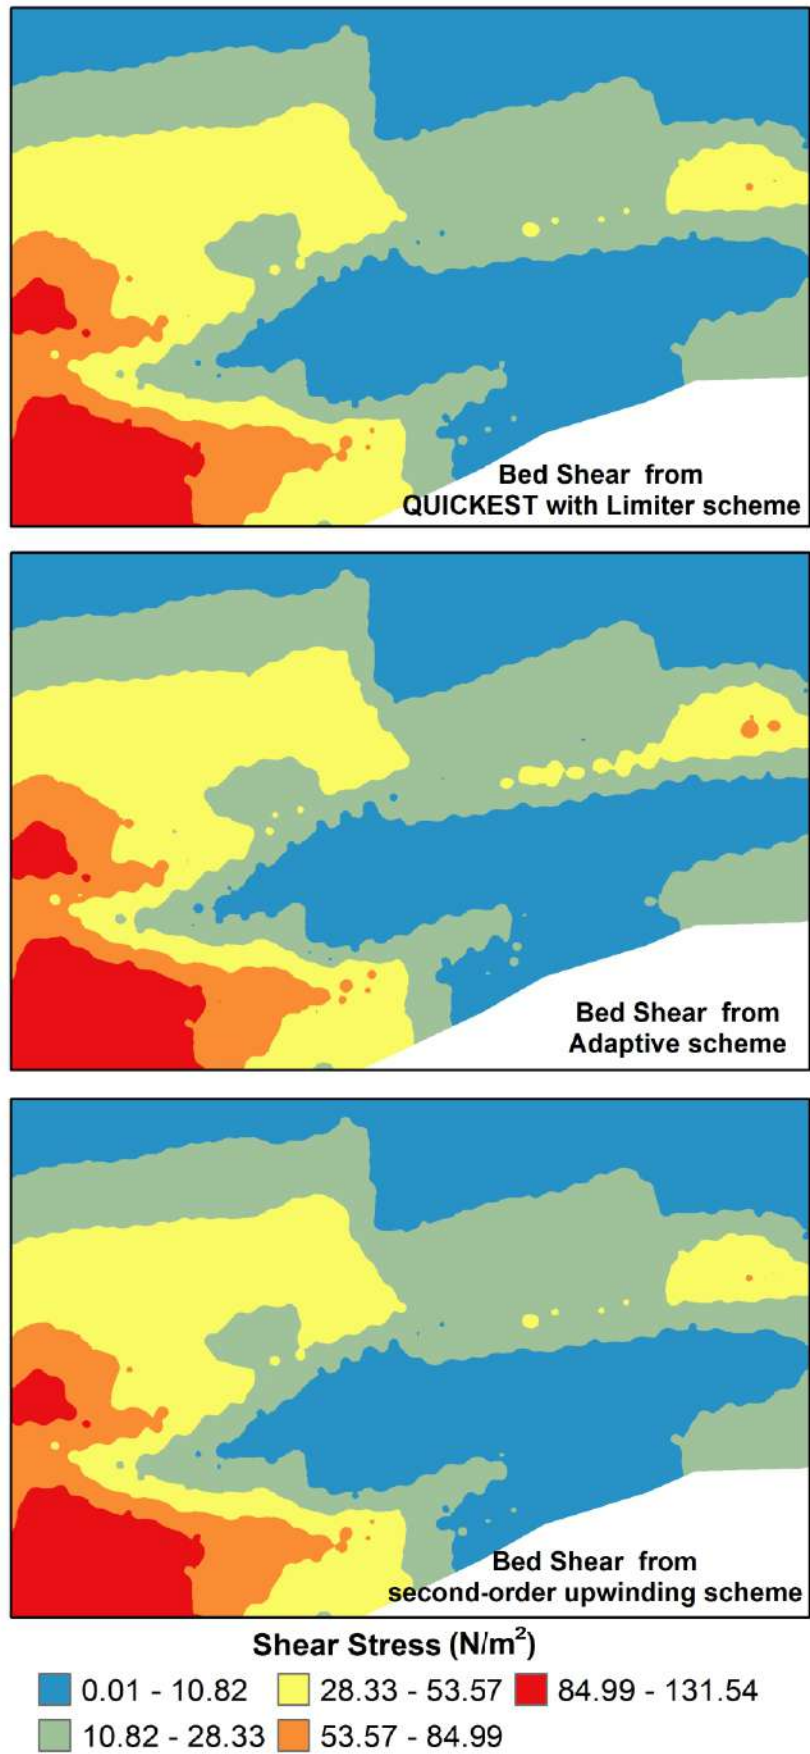 Bed Shear from
QUICKEST with Limiter scheme
Bed Shear from
Adaptive scheme
Bed Shear from
second-order upwinding scheme
Shear Stress (N/m²)
0.01 - 10.82 28.33 - 53.57 84.99 - 131.54
10.82 - 28.33 53.57 - 84.99